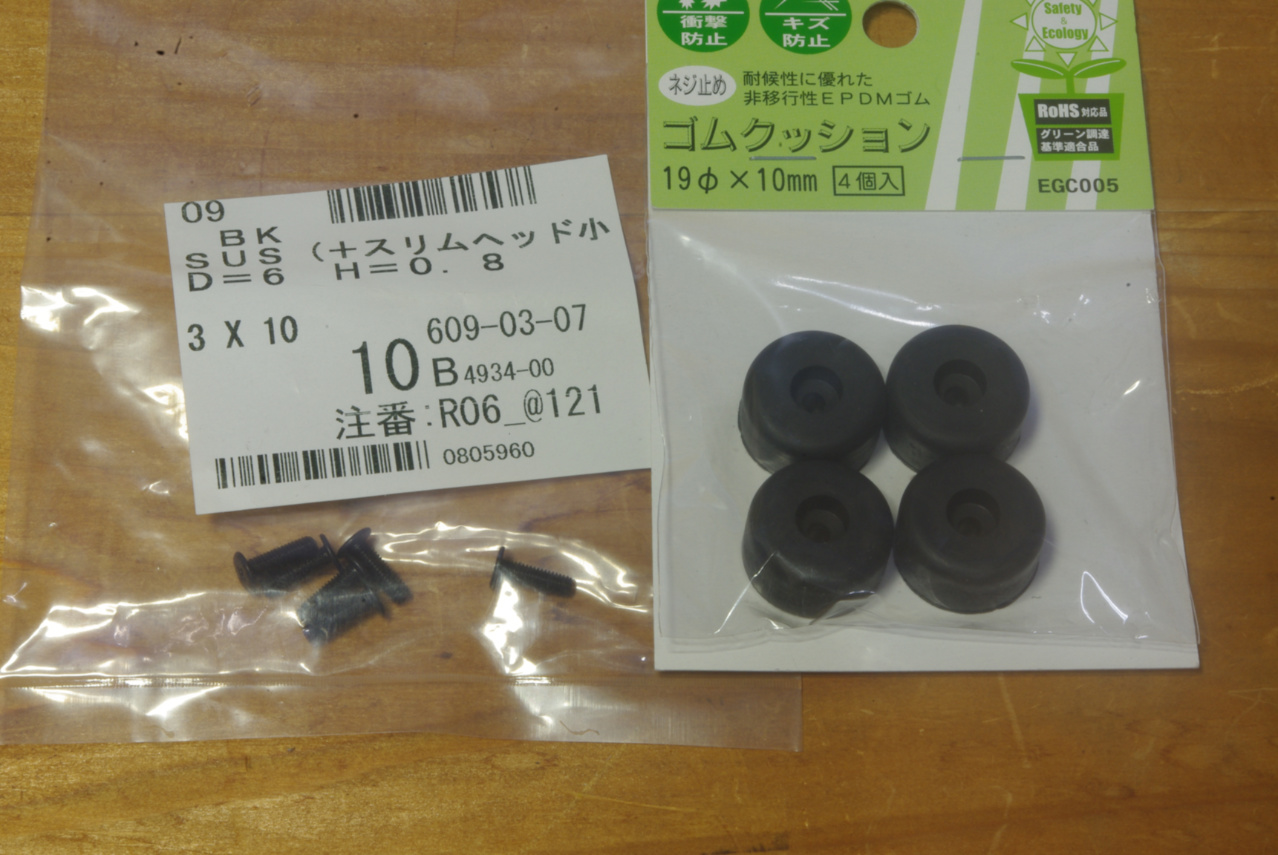 09
BK
SUS (+スリムヘッド小
D=6 H=0.8
3 X 10
609-03-07
10 B 4934-00
注番:R06_@121
0805960
衝撃
防止
キズ
防止
Safety
&
Ecology
ネジ止め
耐候性に優れた
非移行性EPDMゴム
ゴムクッション
19φ×10mm 4個入
RoHS対応品
グリーン調達
基準適合品
EGC005